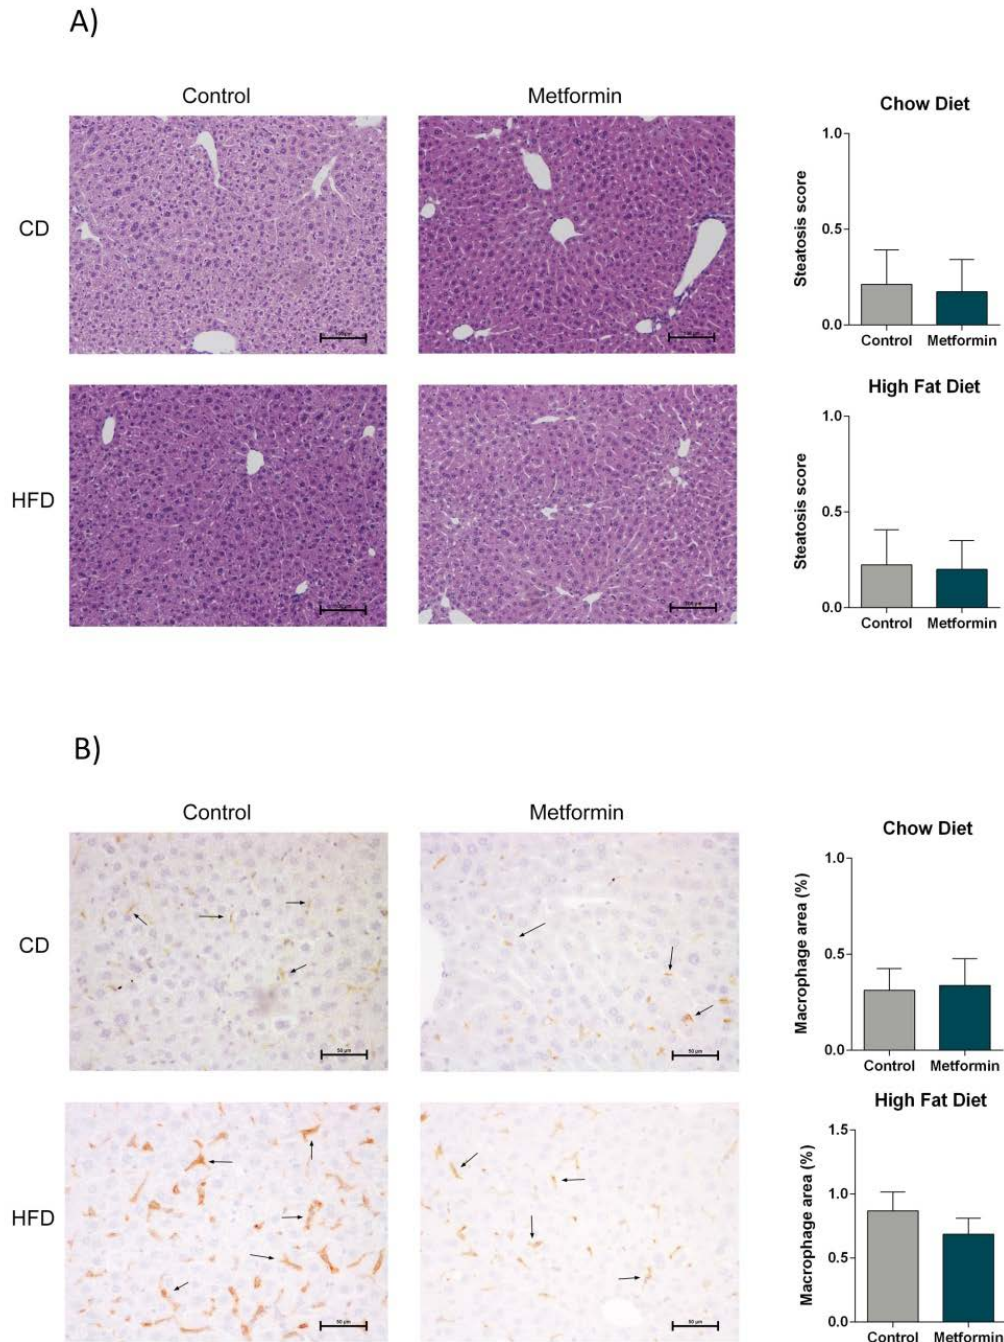 A)
Control
Metformin
CD
HFD
Chow Diet
Steatosis score
1.0
0.5
0.0
Control Metformin
High Fat Diet
Steatosis score
1.0
0.5
0.0
Control Metformin
B)
Control
Metformin
CD
50 µm
50 µm
HFD
50 µm
50 µm
Chow Diet
Macrophage area (%)
1.0
0.5
0.0
Control Metformin
High Fat Diet
Macrophage area (%)
1.5
1.0
0.5
0.0
Control Metformin